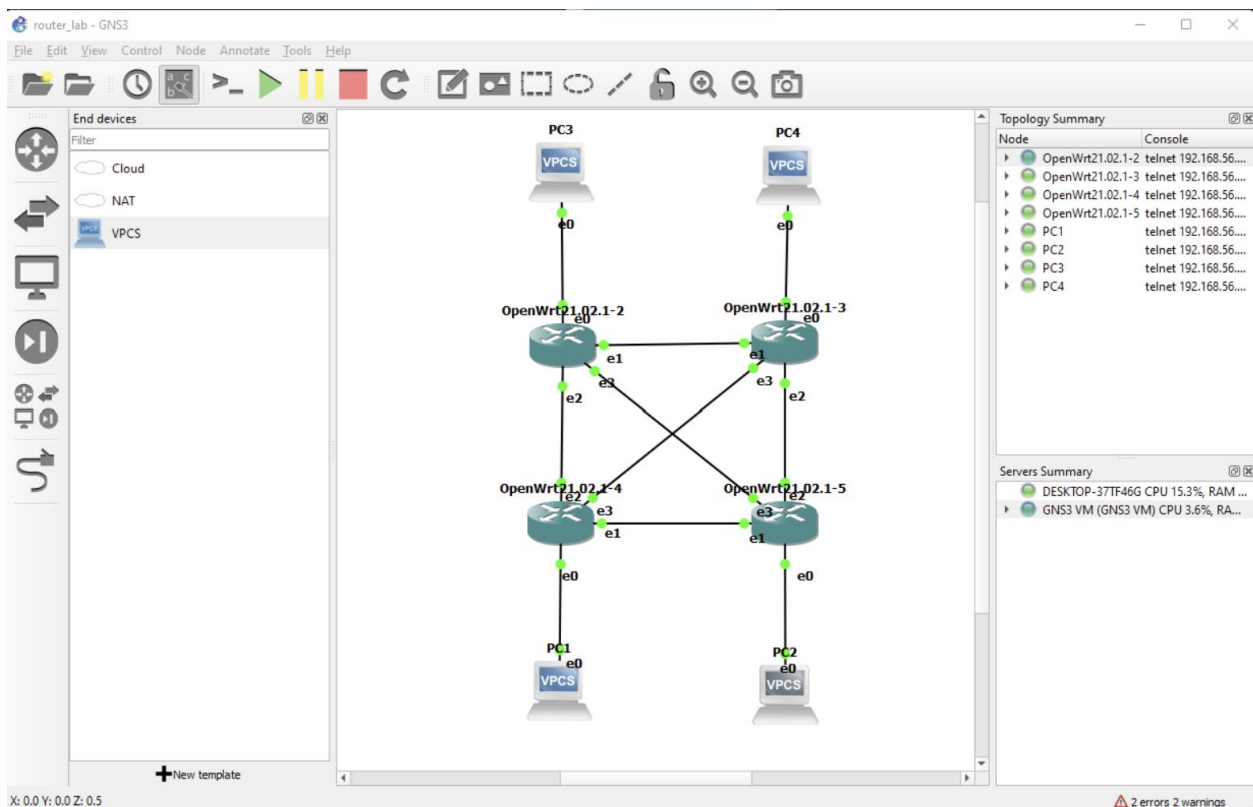 router_lab - GNS3
File Edit View Control Node Annotate Tools Help
End devices
Filter
Cloud
NAT
VPCS
New template
PC3
VPCS
e0
PC4
VPCS
e0
OpenWrt21.02.1-2
e0
e1
e3
e2
OpenWrt21.02.1-3
e0
e1
e3
e2
OpenWrt21.02.1-4
e2
e3
e1
e0
OpenWrt21.02.1-5
e2
e3
e1
e0
PC1
e0
VPCS
PC2
e0
VPCS
Topology Summary
Node Console
OpenWrt21.02.1-2 telnet 192.168.56....
OpenWrt21.02.1-3 telnet 192.168.56....
OpenWrt21.02.1-4 telnet 192.168.56....
OpenWrt21.02.1-5 telnet 192.168.56....
PC1 telnet 192.168.56....
PC2 telnet 192.168.56....
PC3 telnet 192.168.56....
PC4 telnet 192.168.56....
Servers Summary
DESKTOP-37TF46G CPU 15.3%, RAM ...
GNS3 VM (GNS3 VM) CPU 3.6%, RA...
X: 0.0 Y: 0.0 Z: 0.5
2 errors 2 warnings